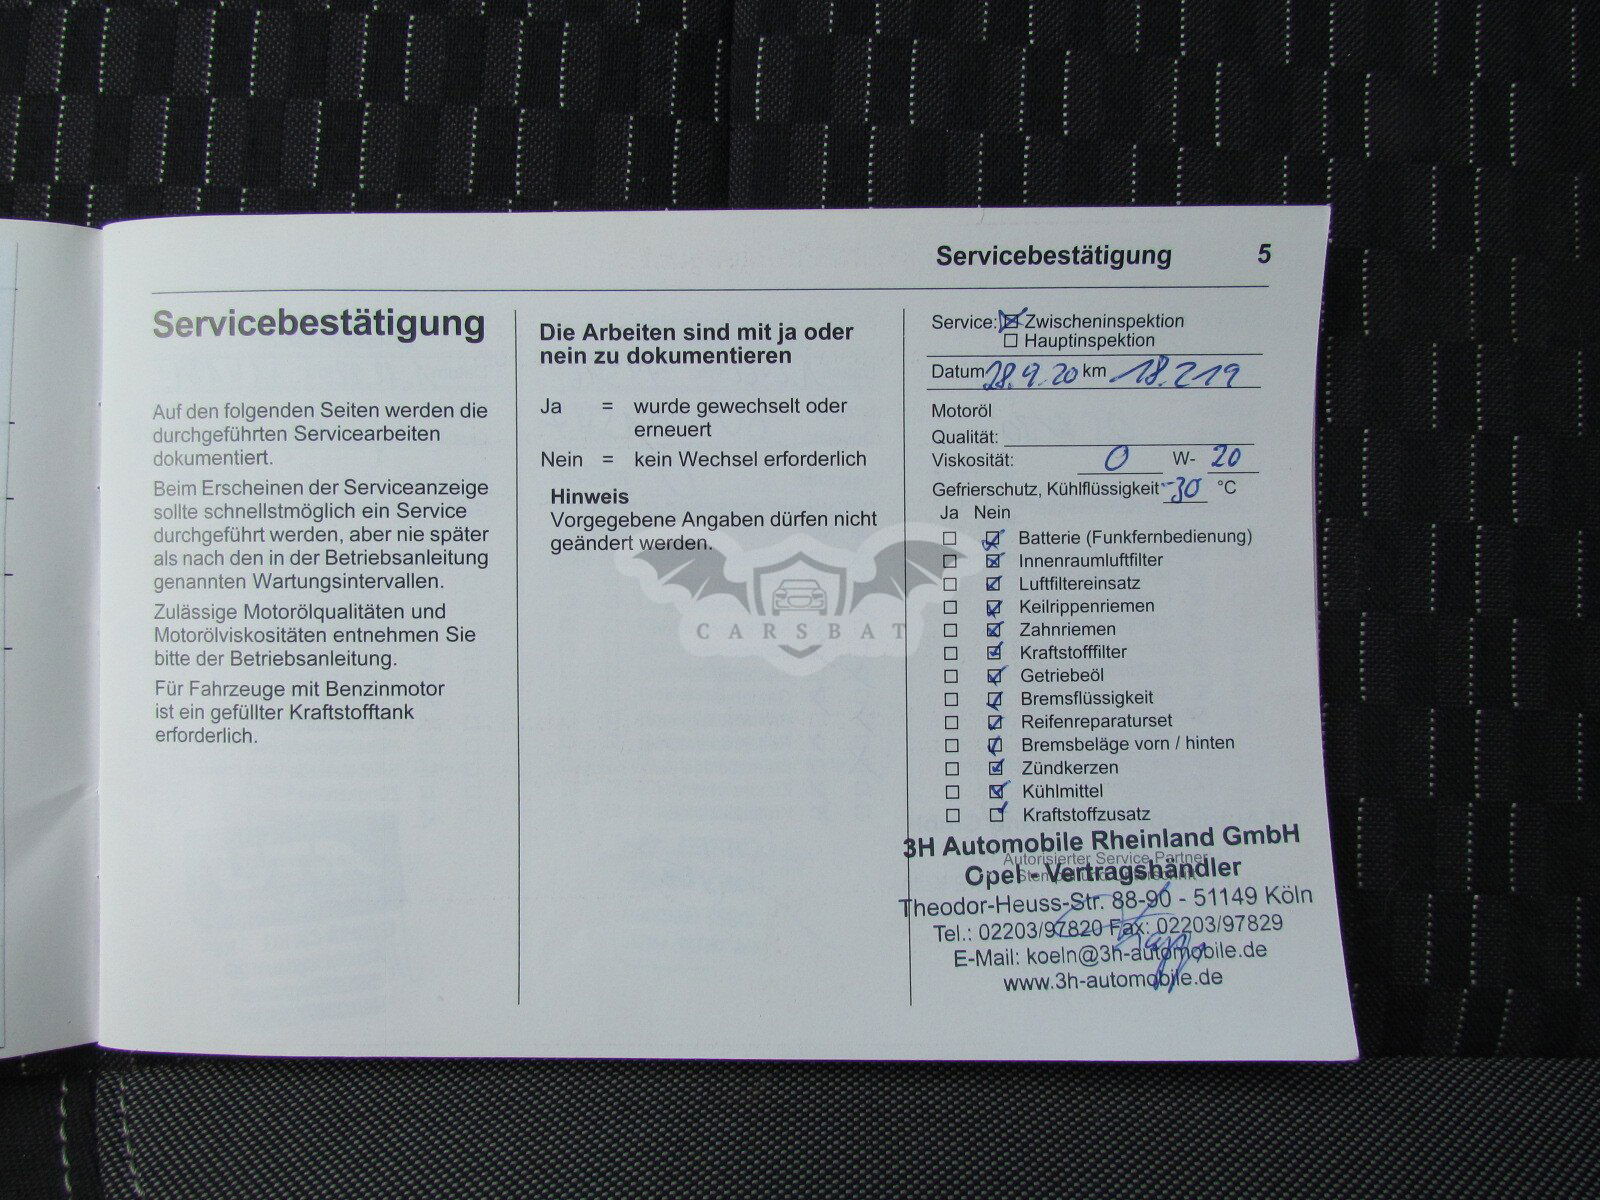 Servicebestätigung 5
Servicebestätigung
Auf den folgenden Seiten werden die
durchgeführten Servicearbeiten
dokumentiert.
Beim Erscheinen der Serviceanzeige
sollte schnellstmöglich ein Service
durchgeführt werden, aber nie später
als nach den in der Betriebsanleitung
genannten Wartungsintervallen.
Zulässige Motorölqualitäten und
Motorölviskositäten entnehmen Sie
bitte der Betriebsanleitung.
Für Fahrzeuge mit Benzinmotor
ist ein gefüllter Kraftstofftank
erforderlich.
Die Arbeiten sind mit ja oder
nein zu dokumentieren
Ja = wurde gewechselt oder
erneuert
Nein = kein Wechsel erforderlich
Hinweis
Vorgegebene Angaben dürfen nicht
geändert werden.
CARSBAT
Service: Zwischeninspektion
Hauptinspektion
Datum 28.9.20 km 18.219
Motoröl
Qualität:
Viskosität: 0 W- 20
Gefrierschutz, Kühlflüssigkeit -30 °C
Ja Nein
Batterie (Funkfernbedienung)
Innenraumluftfilter
Luftfiltereinsatz
Keilrippenriemen
Zahnriemen
Kraftstofffilter
Getriebeöl
Bremsflüssigkeit
Reifenreparaturset
Bremsbeläge vorn / hinten
Zündkerzen
Kühlmittel
Kraftstoffzusatz
3H Automobile Rheinland GmbH
Autorisierter Service Partner
Opel - Vertragshändler
Theodor-Heuss-Str. 88-90 - 51149 Köln
Tel.: 02203/97820 Fax: 02203/97829
E-Mail: koeln@3h-automobile.de
www.3h-automobile.de